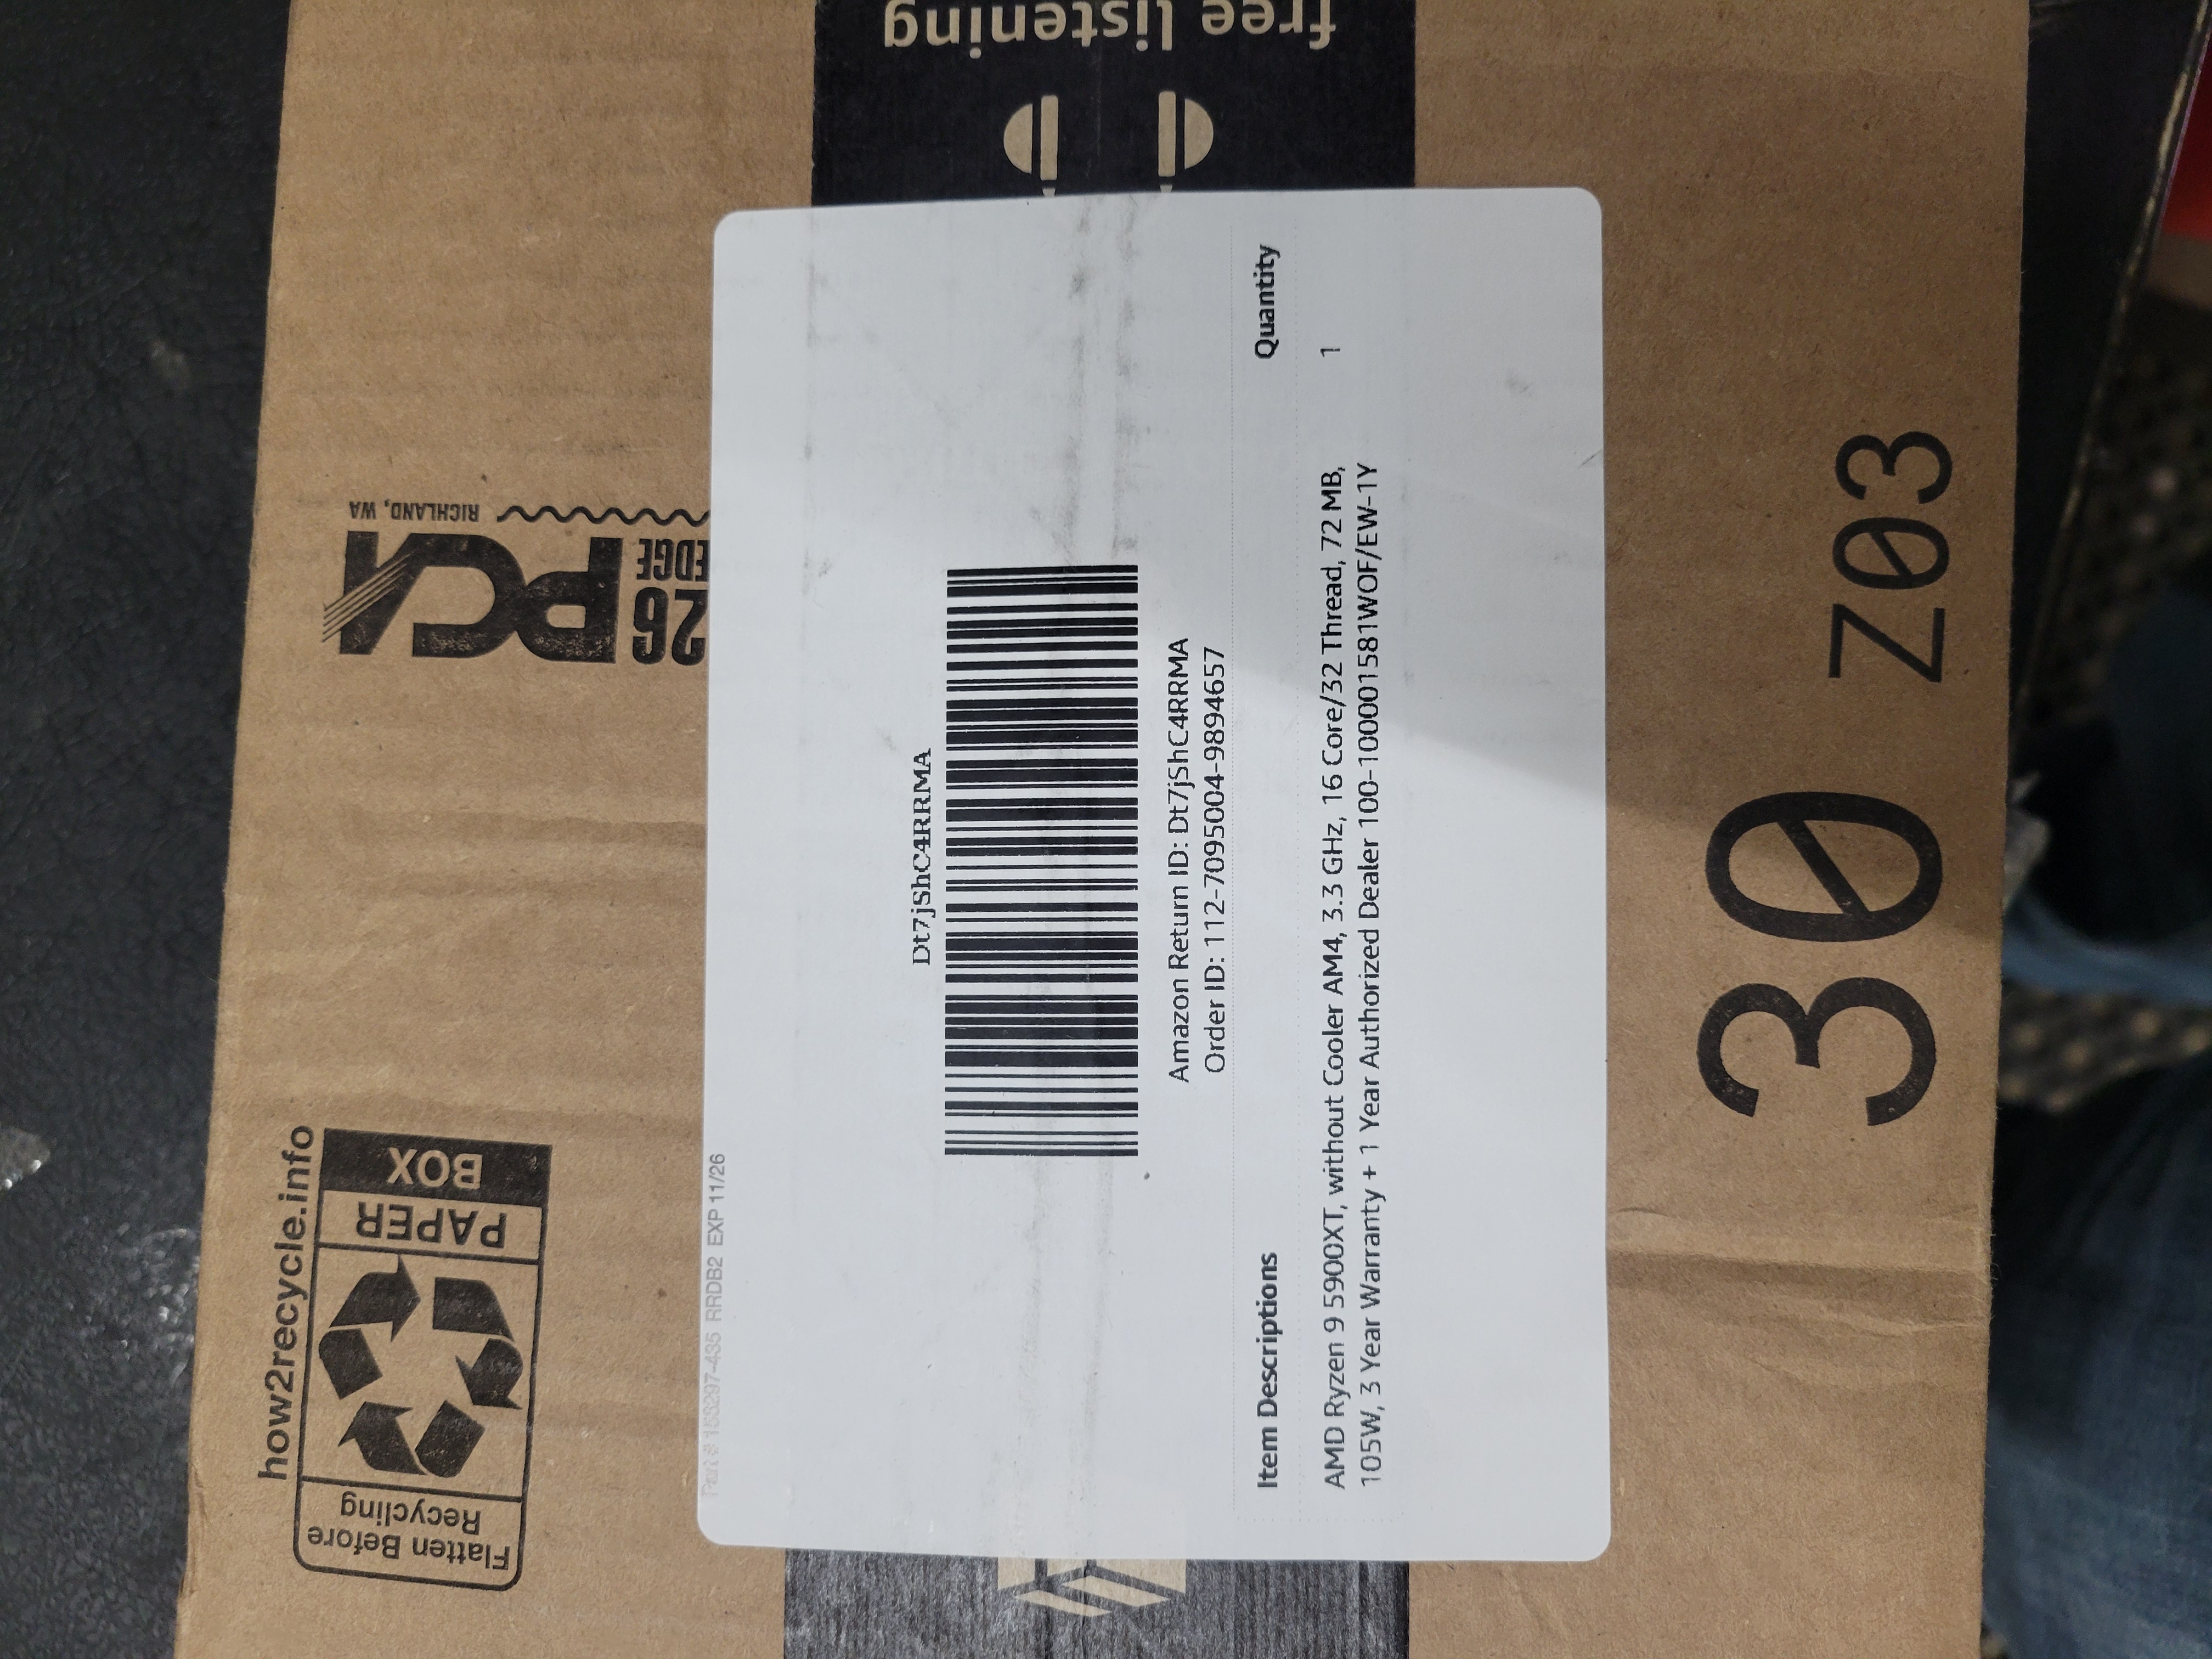 free listening
RICHLAND, WA
PCA
26
EDGE
how2recycle.info
Flatten Before
Recycling
PAPER
BOX
RRDB2 EXP 11/26
Dt7jShC4RRMA
Amazon Return ID: Dt7jShC4RRMA
Order ID: 112-7095004-9894657
Item Descriptions Quantity
AMD Ryzen 9 5900XT, without Cooler AM4, 3.3 GHz, 16 Core/32 Thread, 72 MB, 1
105W, 3 Year Warranty + 1 Year Authorized Dealer 100-100001581WOF/EW-1Y
30 Z03